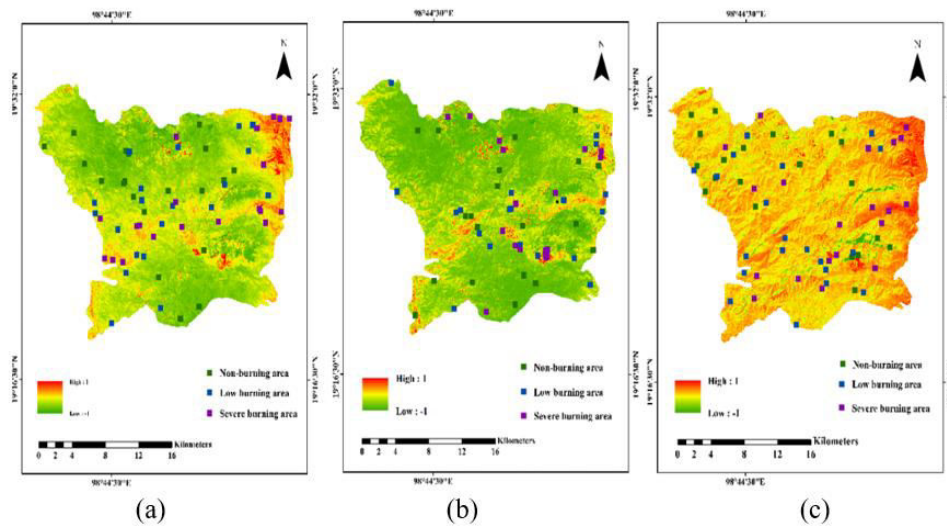 98°44'30"E
98°44'30"E
98°44'30"E
N
N
N
Non-burning area
High : 1
Low burning area
Low : -1
Severe burning area
Kilometers
0 2 4 8 12 16
98°44'30"E
Non-burning area
High : 1
Low burning area
Low : -1
Severe burning area
Kilometers
0 2 4 8 12 16
98°44'30"E
Non-burning area
High : 1
Low burning area
Low : -1
Severe burning area
Kilometers
0 2 4 8 12 16
98°44'30"E
(a)
(b)
(c)